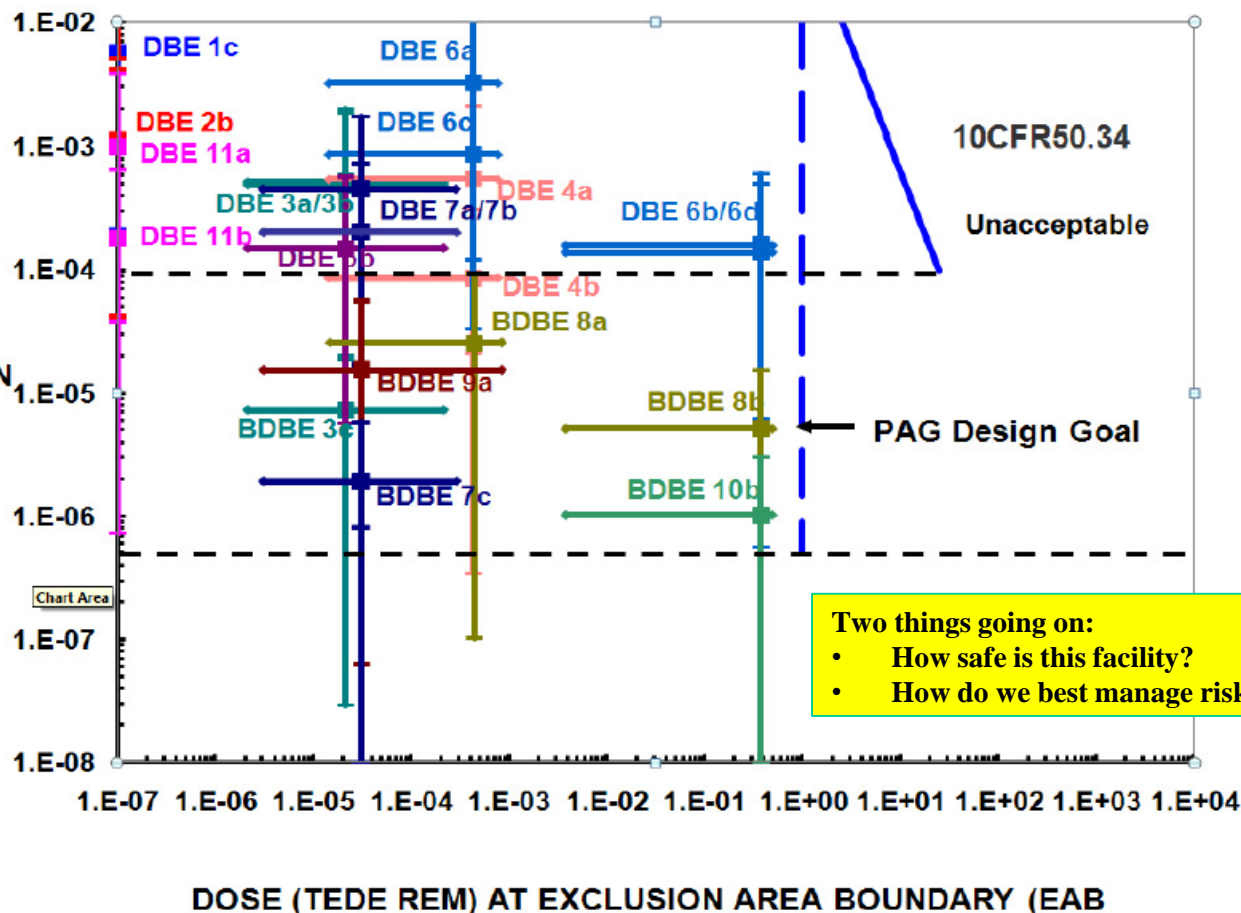 1.E-02
DBE 1c
DBE 6a
DBE 2b
DBE 6c
10CFR50.34
1.E-03
DBE 11a
DBE 4a
DBE 3a/3b
DBE 7a/7b
DBE 6b/6d
Unacceptable
DBE 11b
DBE
1.E-04
DBE 4b
BDBE 8a
BDBE 9a
1.E-05
BDBE 8b
BDBE 3c
PAG Design Goal
BDBE 7c
BDBE 10b
1.E-06
Chart Area
1.E-07
Two things going on:
• How safe is this facility?
• How do we best manage risk
1.E-08
1.E-07 1.E-06 1.E-05 1.E-04 1.E-03 1.E-02 1.E-01 1.E+00 1.E+01 1.E+02 1.E+03 1.E+04
DOSE (TEDE REM) AT EXCLUSION AREA BOUNDARY (EAB